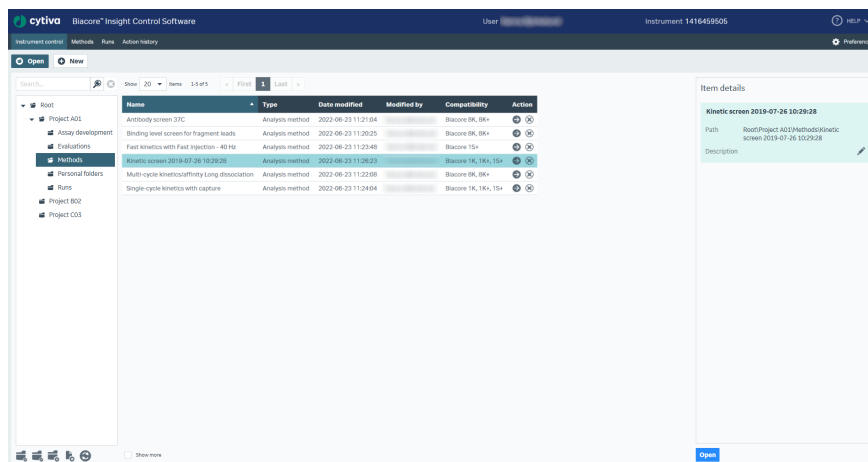 cytiva Biacore™ Insight Control Software User Instrument 1416459505 ? HELP
Instrument control Methods Runs Action history Preferenc
Open New
Search... Show 20 Items 1-5 of 5 « First 1 Last »
Item details
Root
Project A01
Assay development
Evaluations
Methods
Personal folders
Runs
Project B02
Project C03
Name Type Date modified Modified by Compatibility Action
Antibody screen 37C Analysis method 2022-06-23 11:21:04 Biacore 8K, 8K+
Binding level screen for fragment leads Analysis method 2022-06-23 11:20:25 Biacore 8K, 8K+
Fast kinetics with Fast Injection - 40 Hz Analysis method 2022-06-23 11:23:48 Biacore 1S+
Kinetic screen 2019-07-26 10:29:28 Analysis method 2022-06-23 11:26:23 Biacore 1K, 1K+, 1S+
Multi-cycle kinetics/affinity Long dissociation Analysis method 2022-06-23 11:22:08 Biacore 8K, 8K+
Single-cycle kinetics with capture Analysis method 2022-06-23 11:24:04 Biacore 1K, 1K+, 1S+
Kinetic screen 2019-07-26 10:29:28
Path Root\Project A01\Methods\Kinetic
screen 2019-07-26 10:29:28
Description
Show more
Open